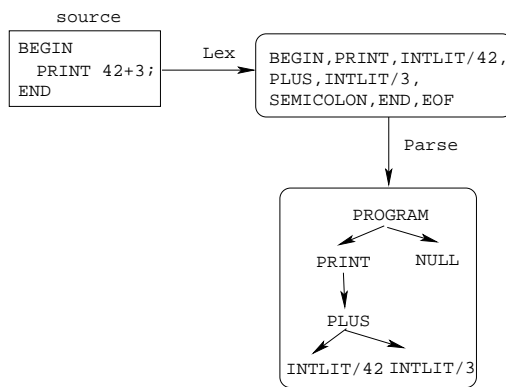 source
BEGIN
PRINT 42+3;
END
Lex
BEGIN,PRINT,INTLIT/42,
PLUS,INTLIT/3,
SEMICOLON,END,EOF
Parse
PROGRAM
PRINT NULL
PLUS
INTLIT/42 INTLIT/3